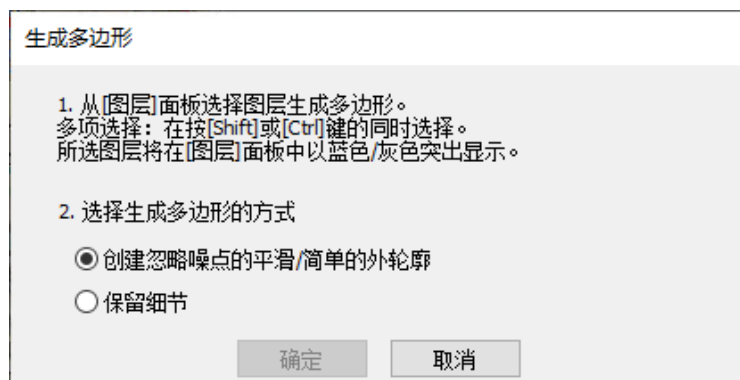 生成多边形
1. 从[图层]面板选择图层生成多边形。
多项选择：在按[Shift]或[Ctrl]键的同时选择。
所选图层将在[图层]面板中以蓝色/灰色突出显示。
2. 选择生成多边形的方式
创建忽略噪点的平滑/简单的外轮廓
保留细节
确定
取消